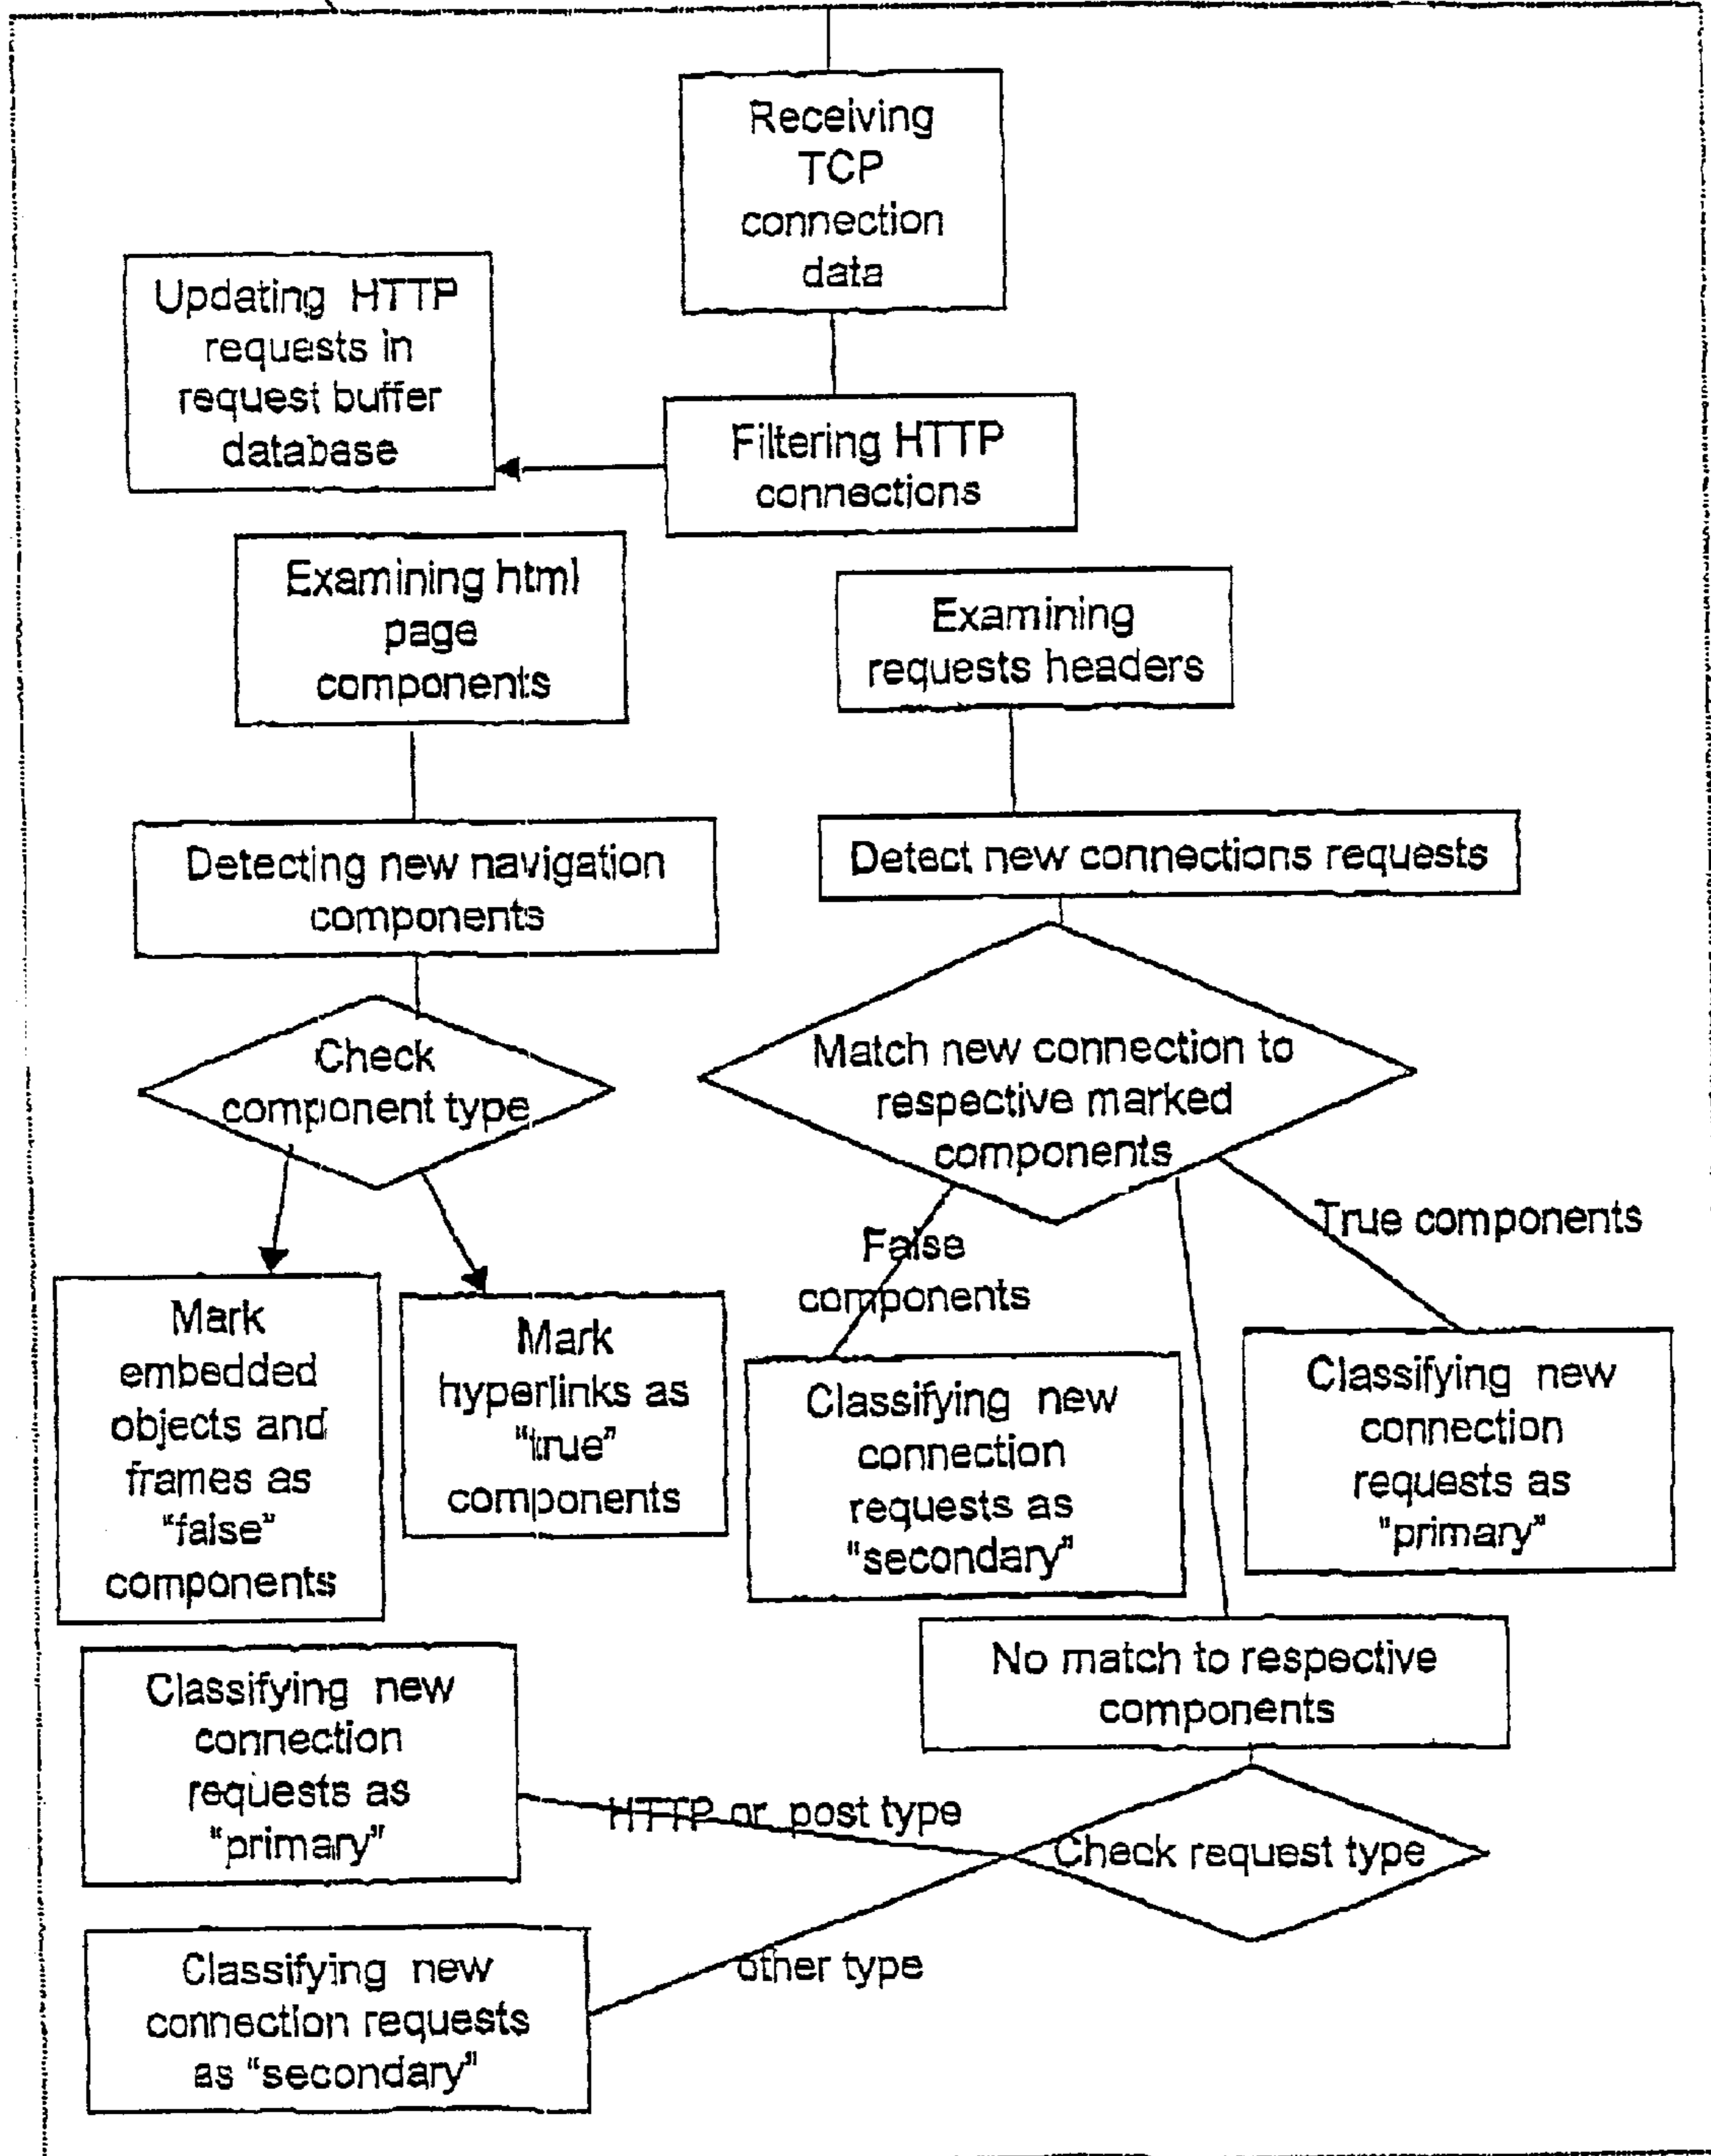 Receiving
TCP
connection
data
Updating HTTP
requests in
request buffer
database
Filtering HTTP
connections
Examining html
page
components
Examining
requests headers
Detecting new navigation
components
Detect new connections requests
Check
component type
Match new connection to
respective marked
components
False
components
True components
Mark
embedded
objects and
frames as
"false"
components
Mark
hyperlinks as
"true"
components
Classifying new
connection
requests as
"secondary"
Classifying new
connection
requests as
"primary"
No match to respective
components
Classifying new
connection
requests as
"primary"
HTTP or post type
Check request type
other type
Classifying new
connection requests
as "secondary"